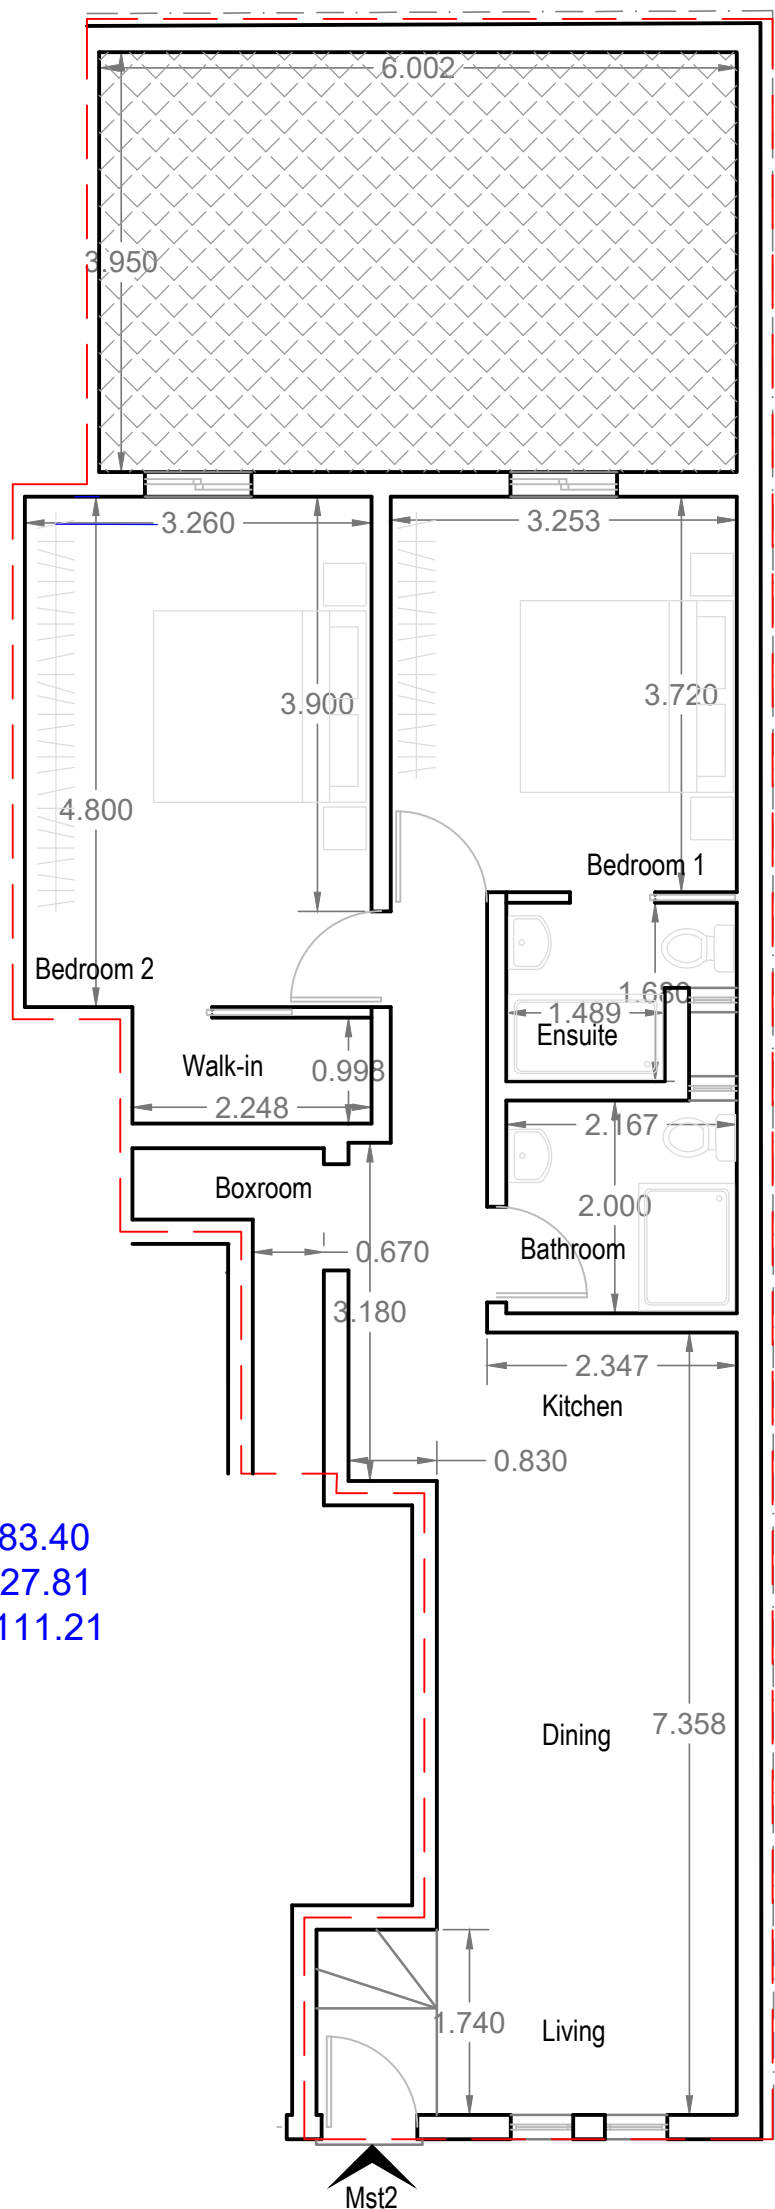 6.002
3.950
3.260
3.253
3.900
3.720
4.800
Bedroom 1
Bedroom 2
1.680
1.489
Ensuite
Walk-in
0.998
2.248
2.167
Boxroom
2.000
Bathroom
0.670
3.180
2.347
Kitchen
0.830
83.40
27.81
111.21
7.358
Dining
1.740
Living
Mst2